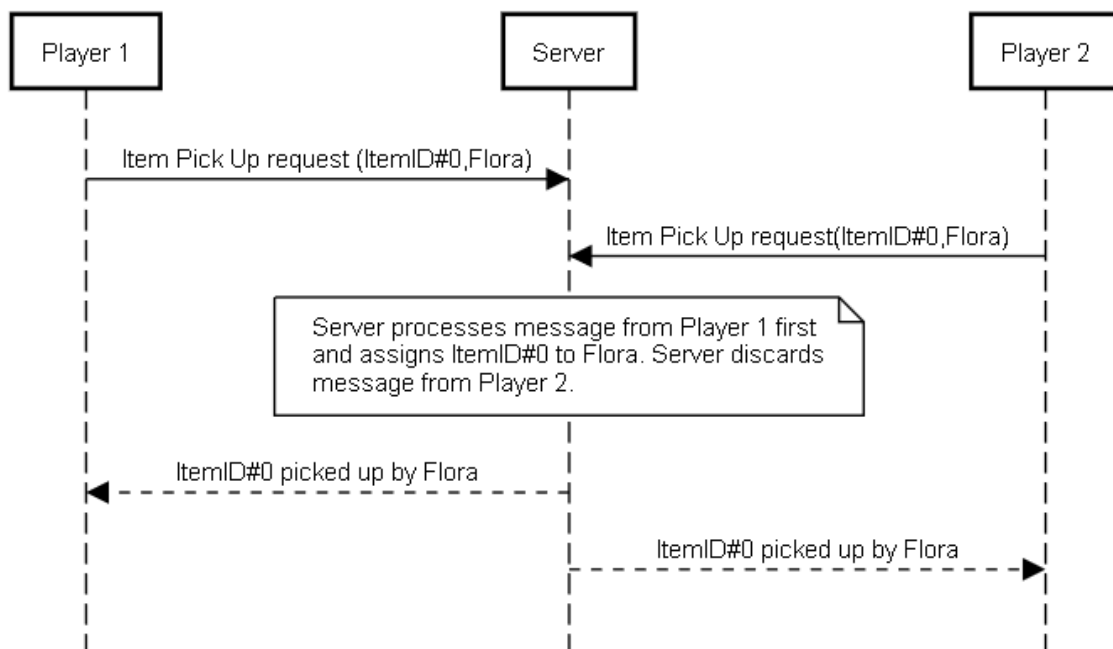 Player 1
Server
Player 2
Item Pick Up request (ItemID#0,Flora)
Item Pick Up request(ItemID#0,Flora)
Server processes message from Player 1 first
and assigns ItemID#0 to Flora. Server discards
message from Player 2.
ItemID#0 picked up by Flora
ItemID#0 picked up by Flora